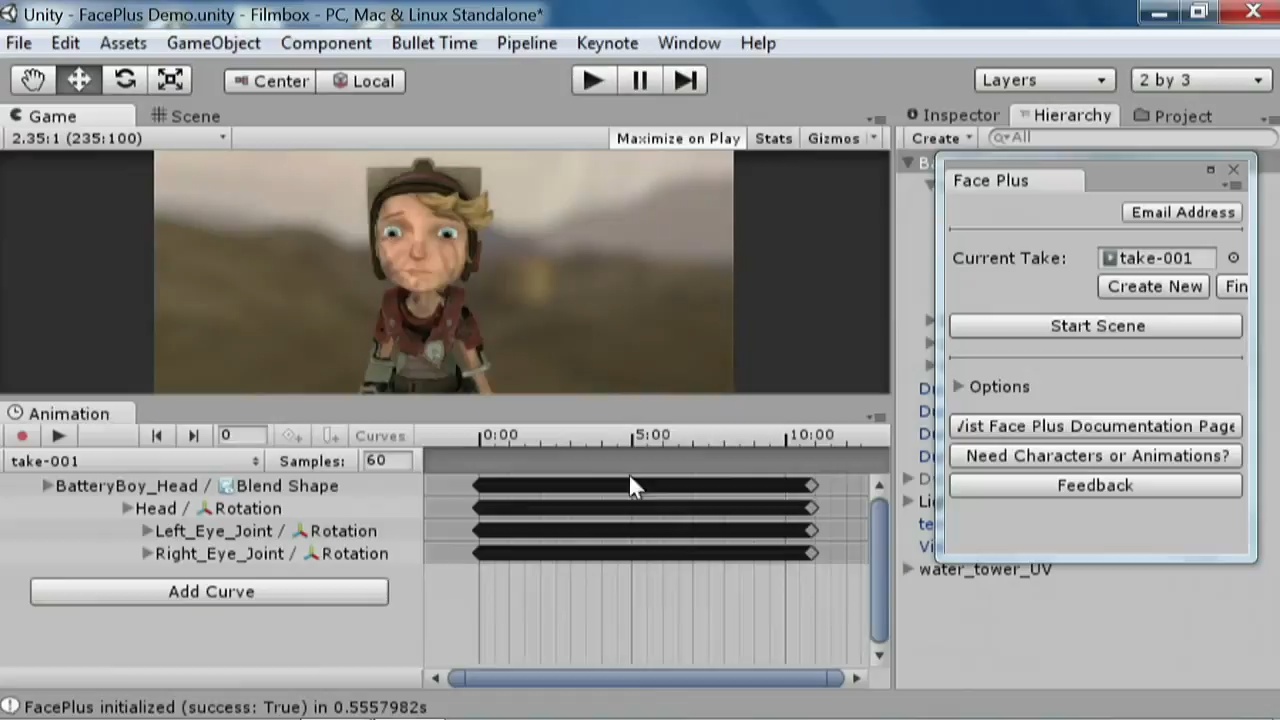 Unity - FacePlus Demo.unity - Filmbox - PC, Mac & Linux Standalone*
File Edit Assets GameObject Component Bullet Time Pipeline Keynote Window Help
Center Local Layers 2 by 3
Game Scene Inspector Hierarchy Project
2.35:1 (235:100) Maximize on Play Stats Gizmos Create All
Face Plus
Email Address
Current Take: take-001
Create New Fin
Start Scene
Options
Animation
0 Curves 0:00 5:00 10:00
/ist Face Plus Documentation Page
take-001 Samples: 60
Need Characters or Animations?
BatteryBoy_Head / Blend Shape
Feedback
Head / Rotation
Left_Eye_Joint / Rotation
Right_Eye_Joint / Rotation
water_tower_UV
Add Curve
FacePlus initialized (success: True) in 0.5557982s